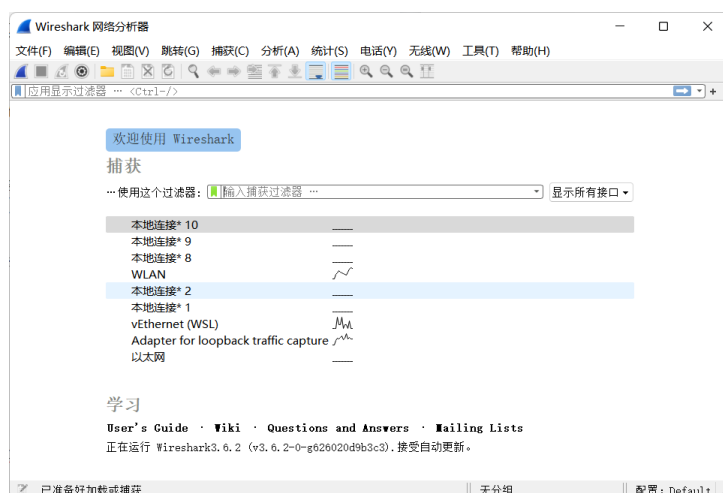 Wireshark 网络分析器
文件(F) 编辑(E) 视图(V) 跳转(G) 捕获(C) 分析(A) 统计(S) 电话(Y) 无线(W) 工具(T) 帮助(H)
应用显示过滤器 … <Ctrl-/>
欢迎使用 Wireshark
捕获
…使用这个过滤器: 输入捕获过滤器 … 显示所有接口
本地连接* 10
本地连接* 9
本地连接* 8
WLAN
本地连接* 2
本地连接* 1
vEthernet (WSL)
Adapter for loopback traffic capture
以太网
学习
User's Guide · Wiki · Questions and Answers · Mailing Lists
正在运行 Wireshark3.6.2 (v3.6.2-0-g626020d9b3c3).接受自动更新。
已准备好加载或捕获 无分组 配置: Default